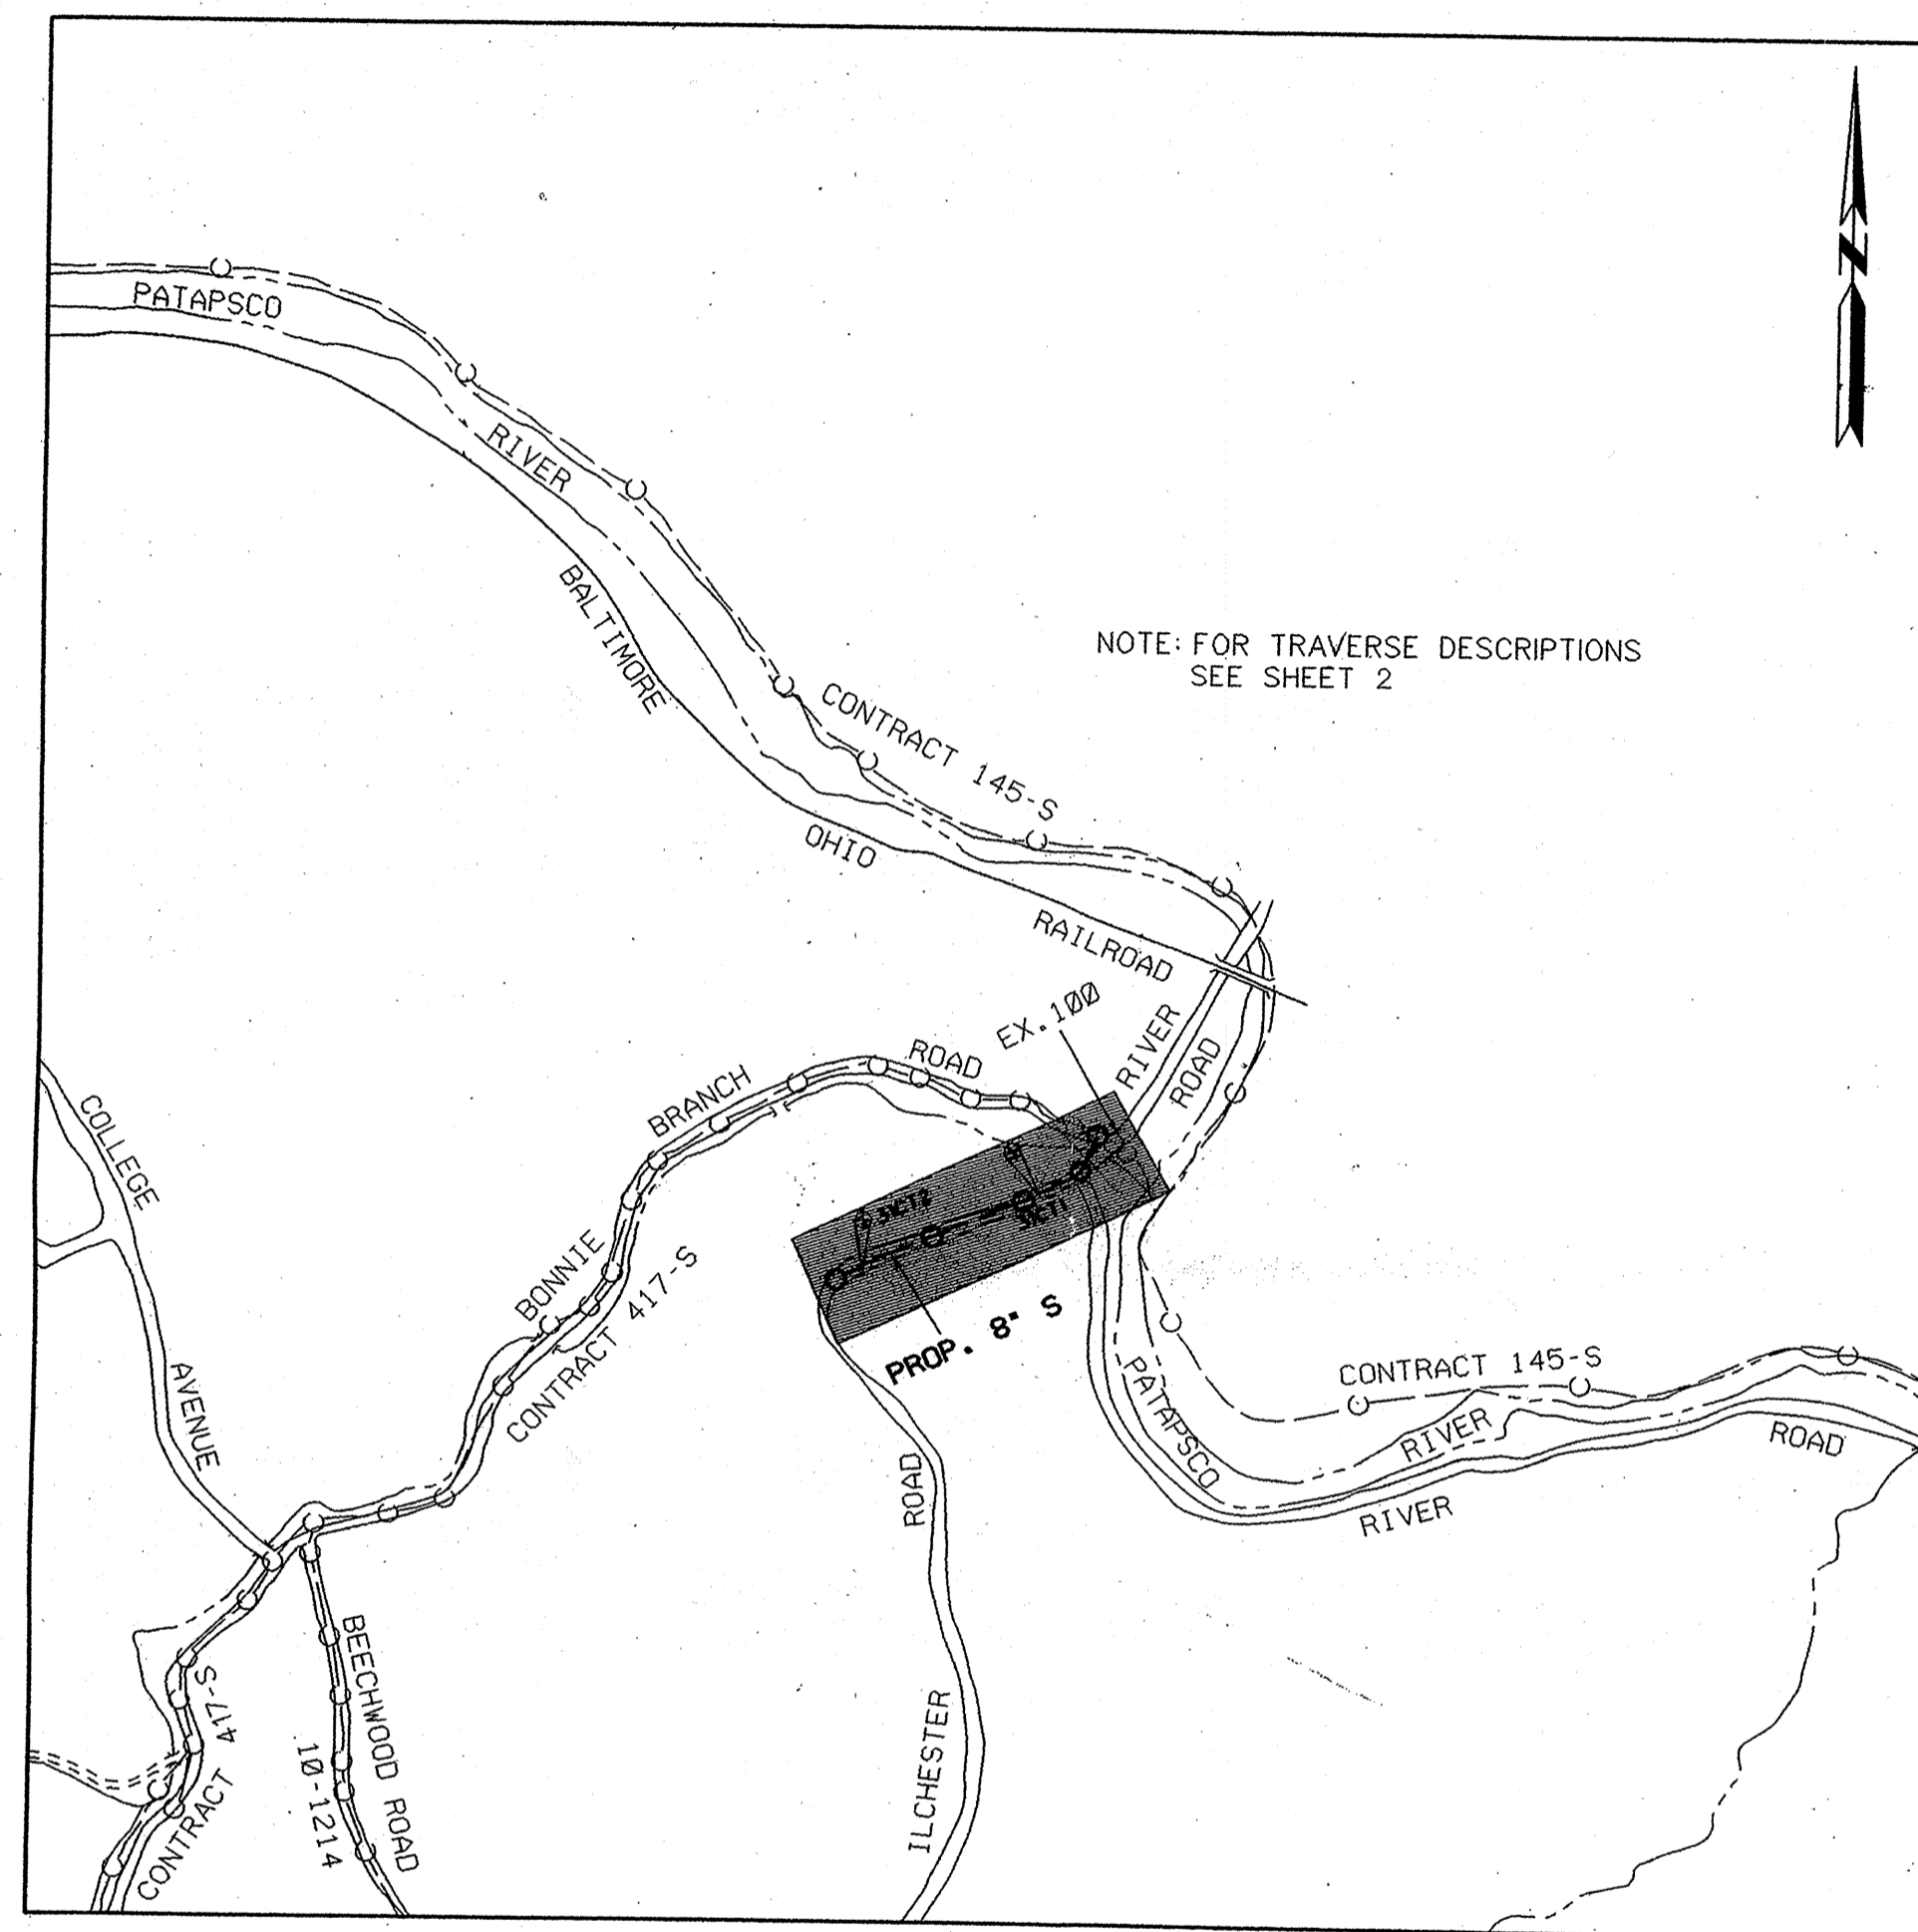 N
PATAPSCO
RIVER
BALTIMORE
NOTE: FOR TRAVERSE DESCRIPTIONS
SEE SHEET 2
CONTRACT 145-S
OHIO
RAILROAD
EX.100
RIVER
ROAD
ROAD
BRANCH
COLLEGE
BONNIE
CONTRACT 417-S
PROP. 8" S
AVENUE
PATAPSCO
CONTRACT 145-S
RIVER
ROAD
ROAD
RIVER
BEECHWOOD ROAD
CONTRACT 417-S
10-1214
ILCHESTER